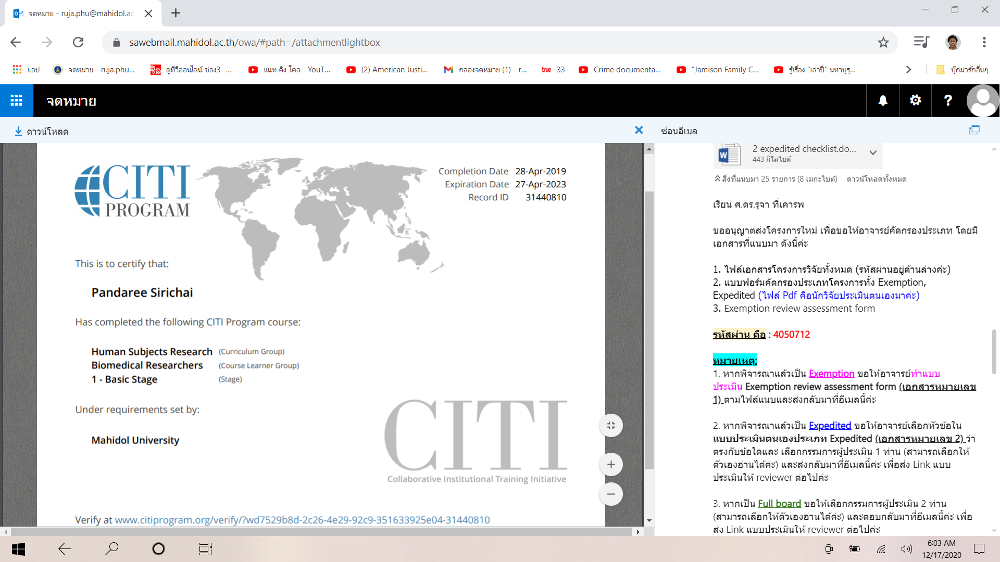 จดหมาย - ruja.phu@mahidol.ac
sawebmail.mahidol.ac.th/owa/#path=/attachmentlightbox
แอป
จดหมาย - ruja.phu...
ดูทีวีออนไลน์ ช่อง3 -...
แนท คิง โคล - YouT...
(2) American Justi...
กล่องจดหมาย (1) - r...
true 33
Crime documenta...
"Jamison Family C...
รู้เรื่อง "เล่าปี่" มหาบุรุ...
บุ๊กมาร์กอื่นๆ
จดหมาย
ดาวน์โหลด
ซ่อนอีเมล
CITI
PROGRAM
Completion Date 28-Apr-2019
Expiration Date 27-Apr-2023
Record ID 31440810
This is to certify that:
Pandaree Sirichai
Has completed the following CITI Program course:
Human Subjects Research (Curriculum Group)
Biomedical Researchers (Course Learner Group)
1 - Basic Stage (Stage)
Under requirements set by:
Mahidol University
CITI
Collaborative Institutional Training Initiative
Verify at www.citiprogram.org/verify/?wd7529b8d-2c26-4e29-92c9-351633925e04-31440810
2 expedited checklist.do...
443 กิโลไบต์
สิ่งที่แนบมา 25 รายการ (8 เมกะไบต์) ดาวน์โหลดทั้งหมด
เรียน ศ.ดร.รุจา ที่เคารพ
ขออนุญาตส่งโครงการใหม่ เพื่อขอให้อาจารย์คัดกรองประเภท โดยมี
เอกสารที่แนบมา ดังนี้ค่ะ
1. ไฟล์เอกสารโครงการวิจัยทั้งหมด (รหัสผ่านอยู่ด้านล่างค่ะ)
2. แบบฟอร์มคัดกรองประเภทโครงการทั้ง Exemption,
Expedited (ไฟล์ Pdf คือนักวิจัยประเมินตนเองมาค่ะ)
3. Exemption review assessment form
รหัสผ่าน คือ : 4050712
หมายเหตุ:
1. หากพิจารณาแล้วเป็น Exemption ขอให้อาจารย์ทำแบบ
ประเมิน Exemption review assessment form (เอกสารหมายเลข
1) ตามไฟล์แนบและส่งกลับมาที่อีเมลนี้ค่ะ
2. หากพิจารณาแล้วเป็น Expedited ขอให้อาจารย์เลือกหัวข้อใน
แบบประเมินตนเองประเภท Expedited (เอกสารหมายเลข 2) ว่า
ตรงกับข้อใดและ เลือกกรรมการผู้ประเมิน 1 ท่าน (สามารถเลือกให้
ตัวเองอ่านได้ค่ะ) และส่งกลับมาที่อีเมลนี้ค่ะ เพื่อส่ง Link แบบ
ประเมินให้ reviewer ต่อไปค่ะ
3. หากเป็น Full board ขอให้เลือกกรรมการผู้ประเมิน 2 ท่าน
(สามารถเลือกให้ตัวเองอ่านได้ค่ะ) และตอบกลับมาที่อีเมลนี้ค่ะ เพื่อ
ส่ง Link แบบประเมินให้ reviewer ต่อไปค่ะ
6:03 AM
12/17/2020